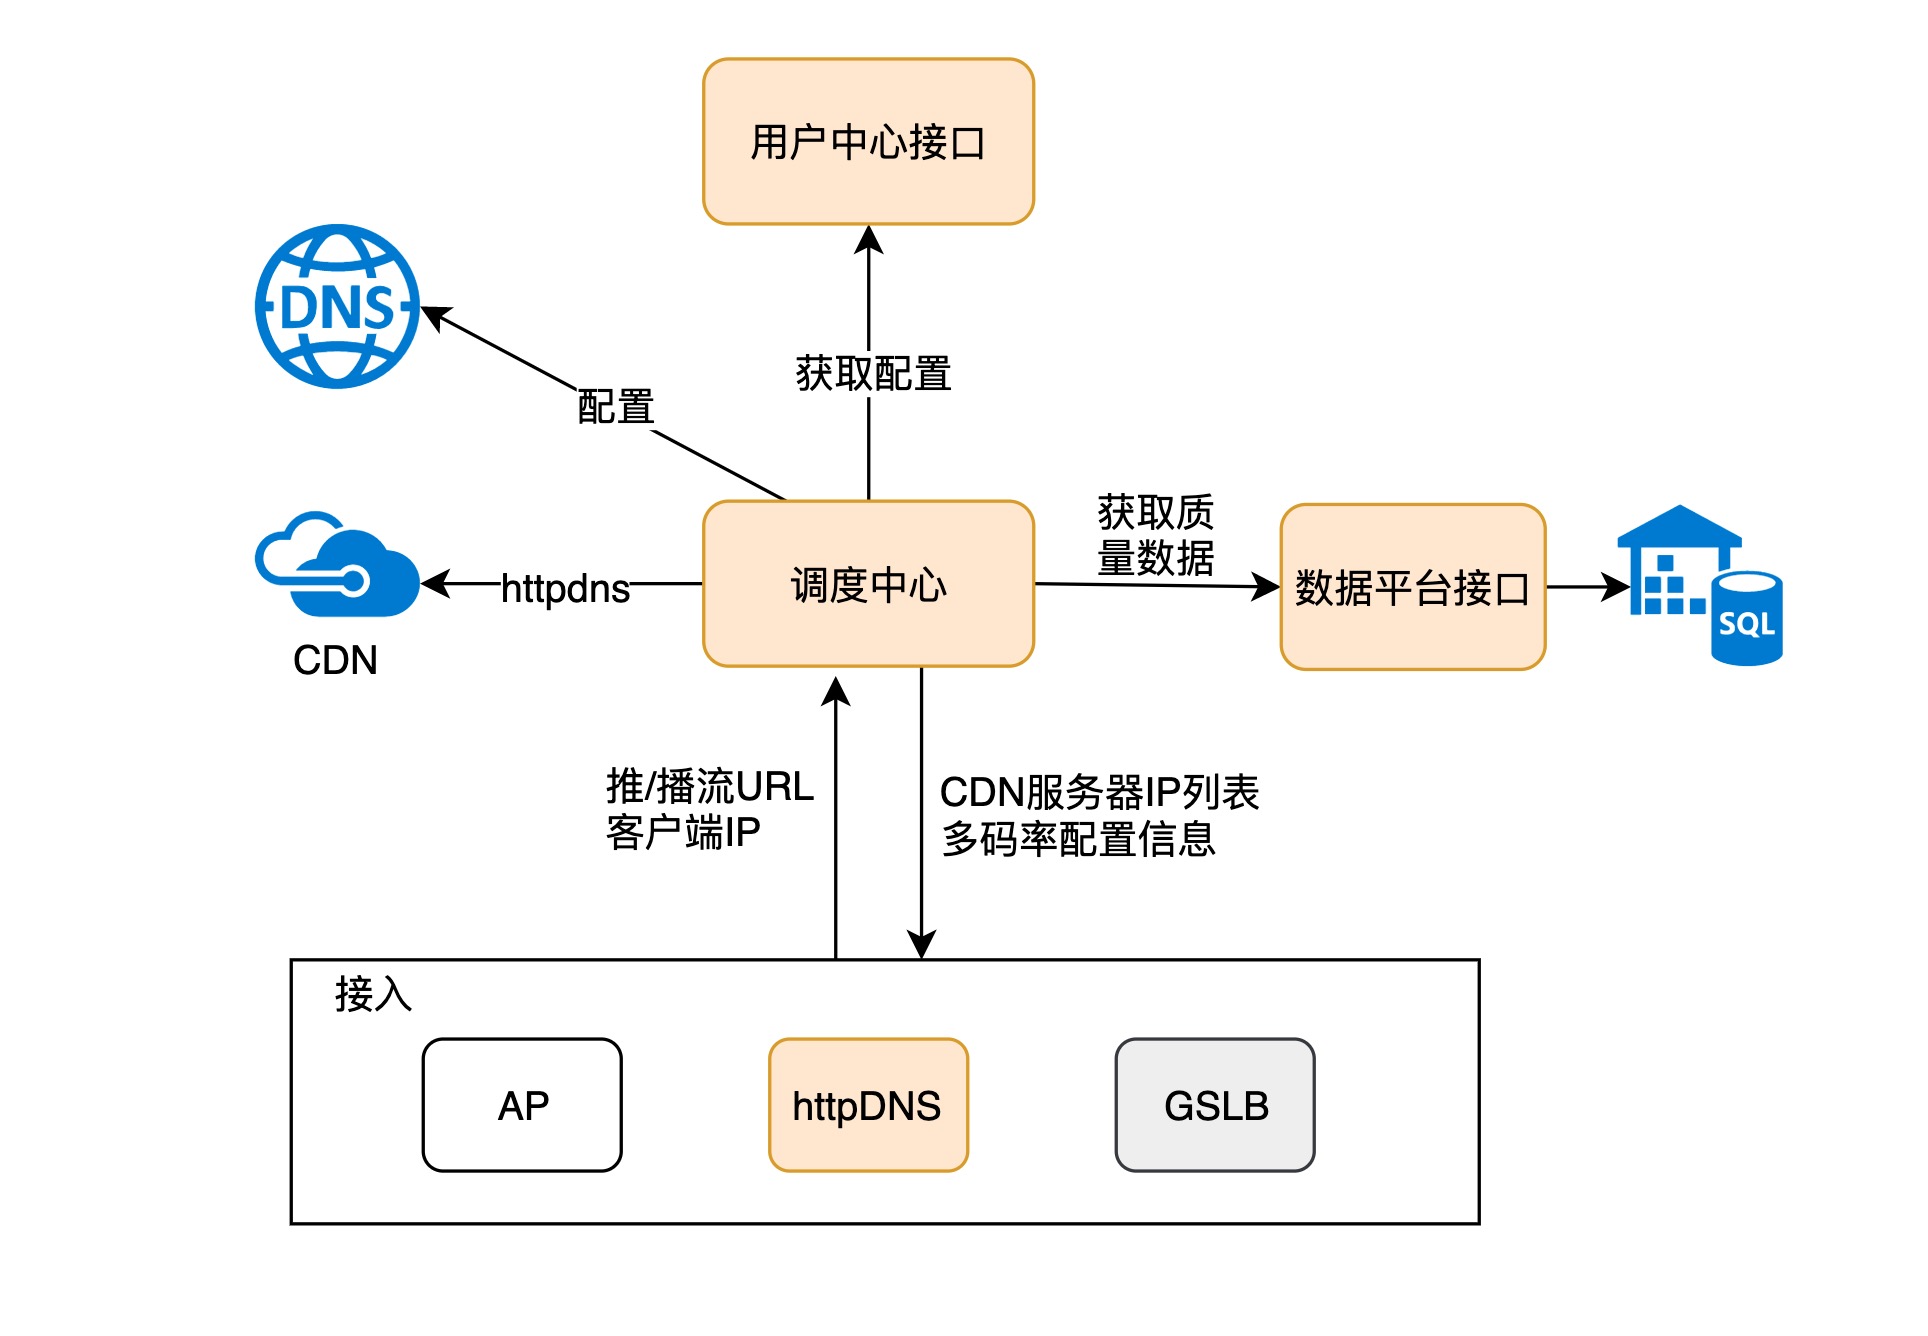 用户中心接口
DNS
获取配置
配置
获取质
量数据
调度中心
httpdns
数据平台接口
SQL
CDN
推/播流URL
客户端IP
CDN服务器IP列表
多码率配置信息
接入
AP
httpDNS
GSLB